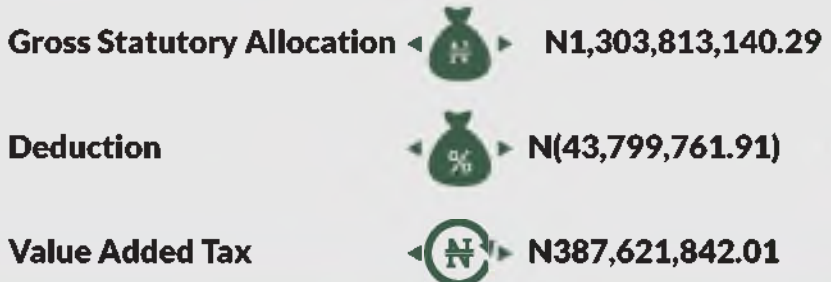 Gross Statutory Allocation ₦ N1,303,813,140.29
Deduction % N(43,799,761.91)
Value Added Tax ₦ N387,621,842.01